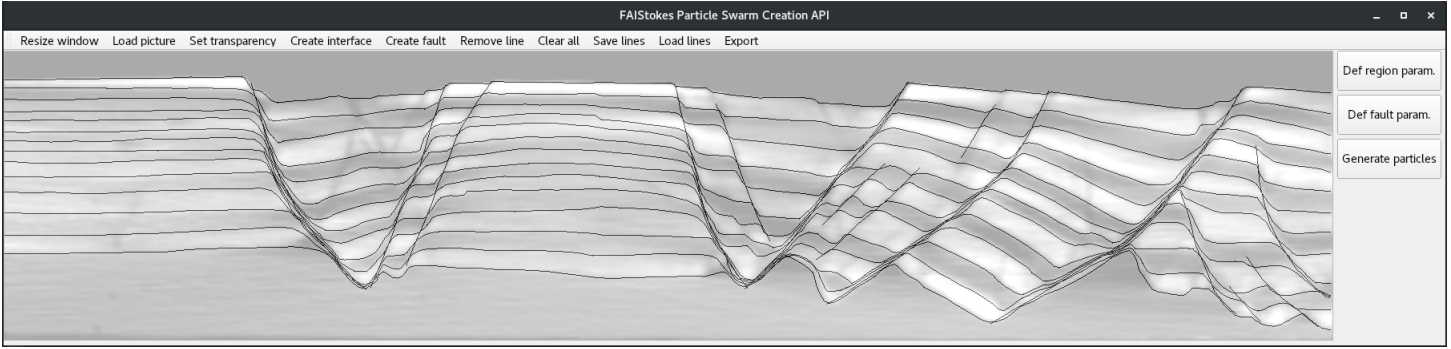 FAIStokes Particle Swarm Creation API
Resize window Load picture Set transparency Create interface Create fault Remove line Clear all Save lines Load lines Export
Def region param.
Def fault param.
Generate particles